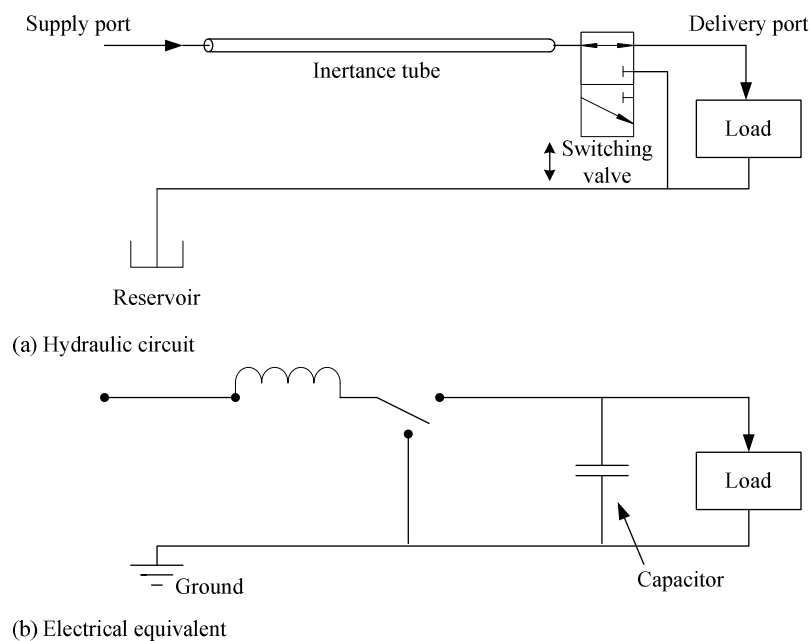 Supply port
Delivery port
Inertance tube
Load
Switching
valve
Reservoir
(a) Hydraulic circuit
Load
Ground
Capacitor
(b) Electrical equivalent